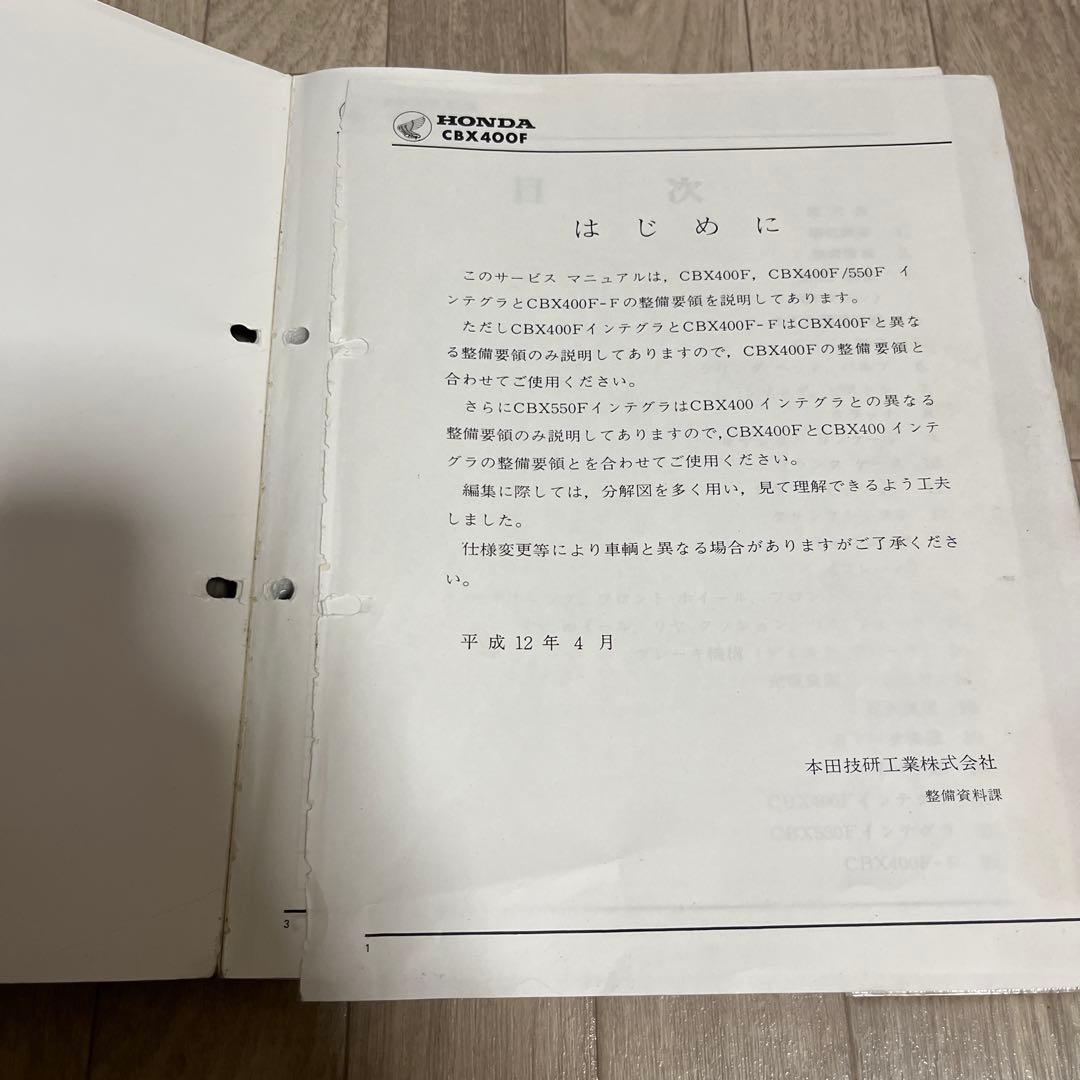 HONDA
CBX400F
はじめに
このサービス マニュアルは，CBX400F，CBX400F/550F イ
ンテグラとCBX400F-Fの整備要領を説明してあります。
ただしCBX400FインテグラとCBX400F-FはCBX400Fと異な
る整備要領のみ説明してありますので，CBX400Fの整備要領と
合わせてご使用ください。
さらにCBX550FインテグラはCBX400インテグラとの異なる
整備要領のみ説明してありますので，CBX400FとCBX400インテ
グラの整備要領とを合わせてご使用ください。
編集に際しては，分解図を多く用い，見て理解できるよう工夫
しました。
仕様変更等により車輌と異なる場合がありますがご了承くださ
い。
平成12年4月
本田技研工業株式会社
整備資料課
3
1